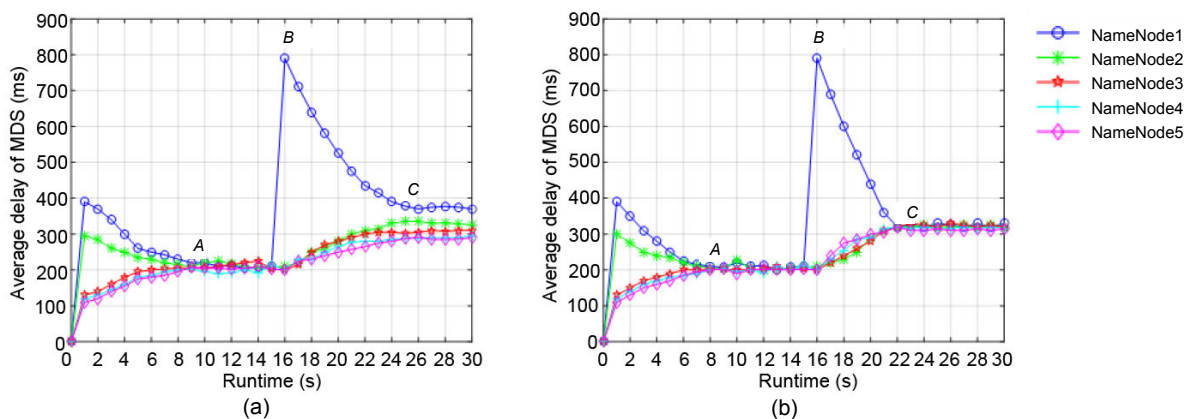 900
800
700
600
500
400
300
200
100
0
Average delay of MDS (ms)
A
B
C
0 2 4 6 8 10 12 14 16 18 20 22 24 26 28 30
Runtime (s)
(a)
900
800
700
600
500
400
300
200
100
0
Average delay of MDS (ms)
A
B
C
0 2 4 6 8 10 12 14 16 18 20 22 24 26 28 30
Runtime (s)
(b)
NameNode1
NameNode2
NameNode3
NameNode4
NameNode5